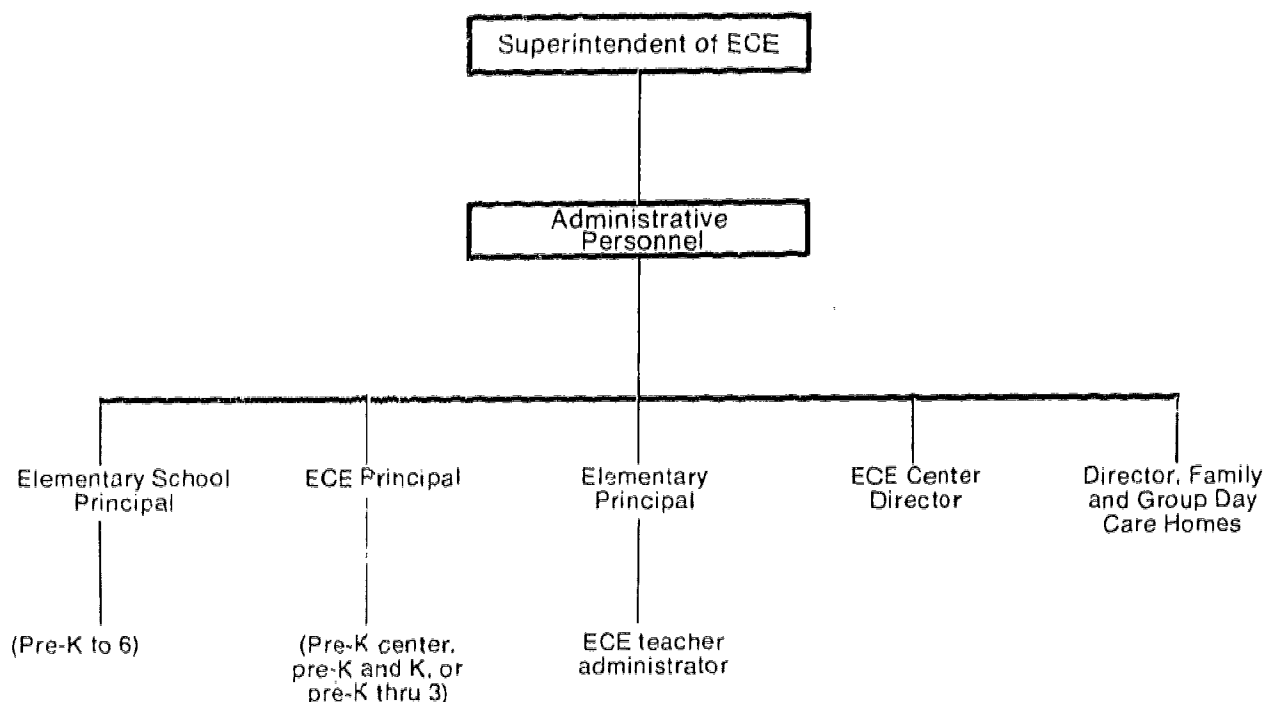 Superintendent of ECE
Administrative
Personnel
Elementary School
Principal
ECE Principal
Elementary
Principal
ECE Center
Director
Director, Family
and Group Day
Care Homes
(Pre-K to 6)
(Pre-K center,
pre-K and K, or
pre-K thru 3)
ECE teacher
administrator